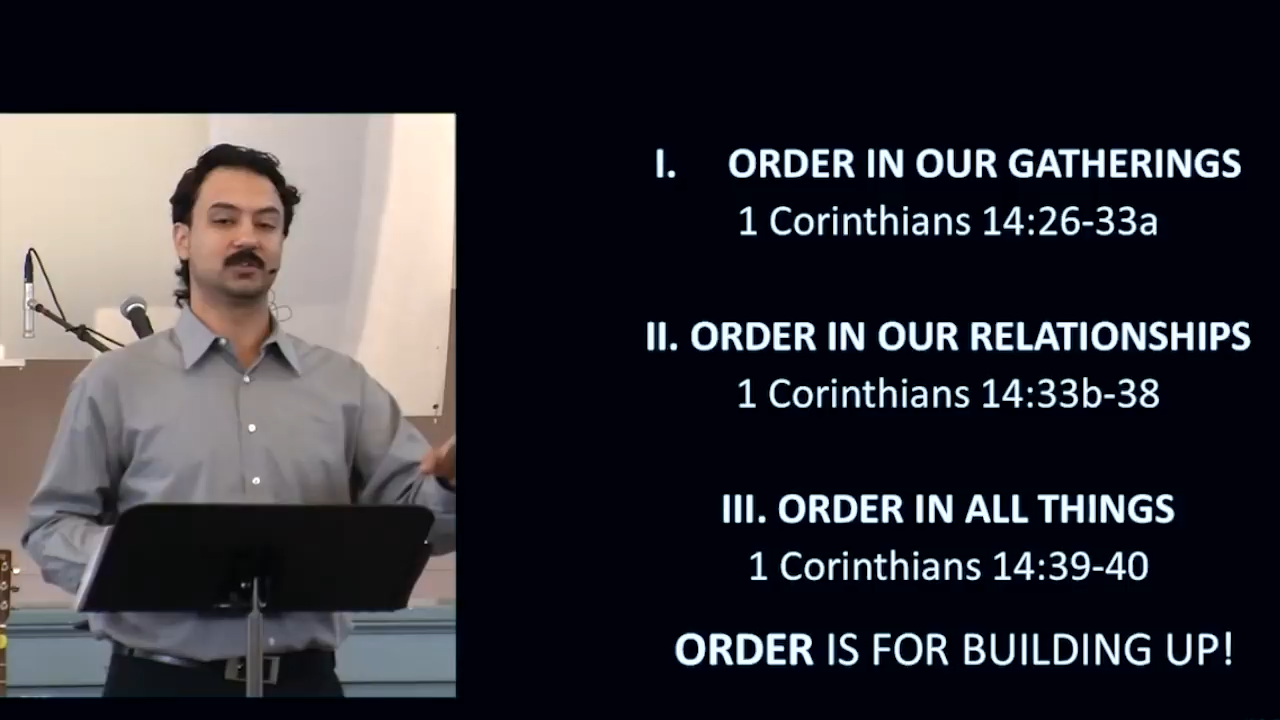 I. ORDER IN OUR GATHERINGS
1 Corinthians 14:26-33a
II. ORDER IN OUR RELATIONSHIPS
1 Corinthians 14:33b-38
III. ORDER IN ALL THINGS
1 Corinthians 14:39-40
ORDER IS FOR BUILDING UP!